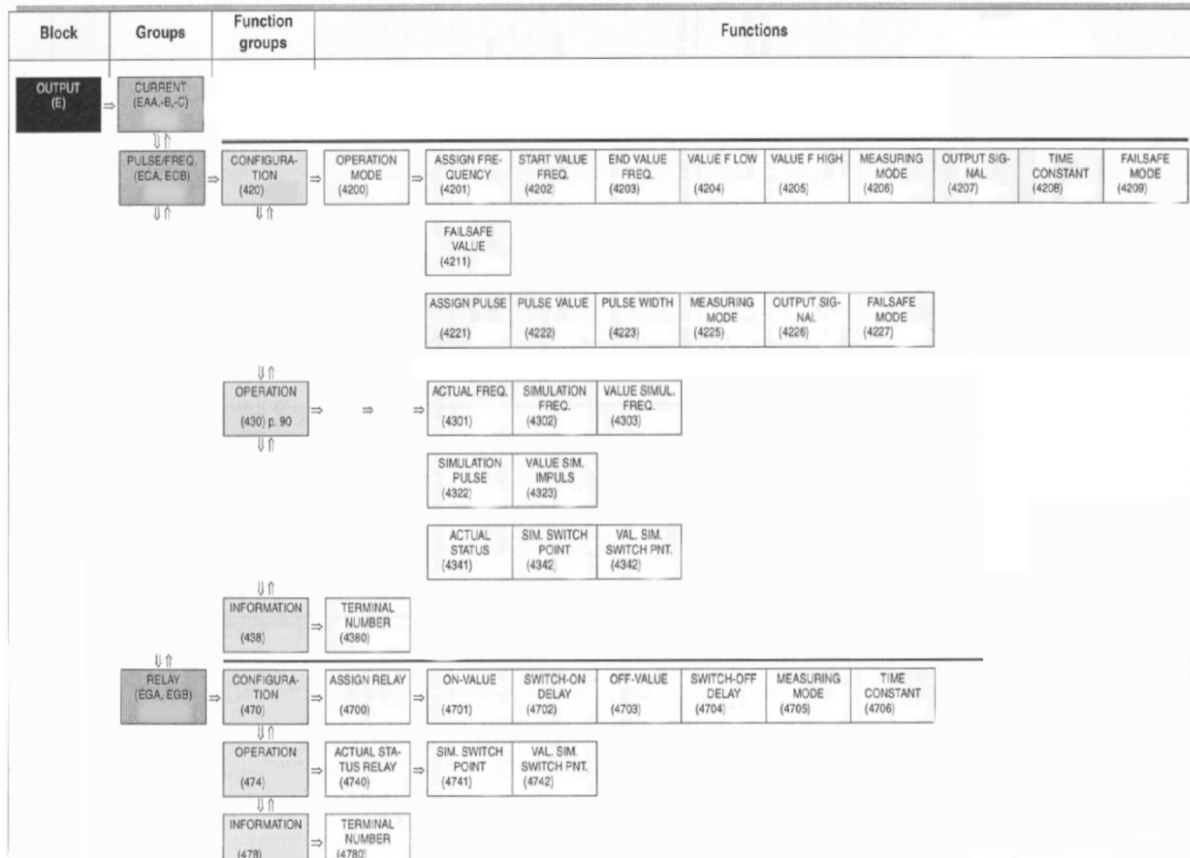 Block
Groups
Function
groups
Functions
OUTPUT
(E)
⇒
CURRENT
(EAA,-B,-C)
⇓⇑
PULSE/FREQ.
(ECA, ECB)
⇒
CONFIGURA-
TION
(420)
⇒
OPERATION
MODE
(4200)
⇒
ASSIGN FRE-
QUENCY
(4201)
START VALUE
FREQ.
(4202)
END VALUE
FREQ.
(4203)
VALUE F LOW
(4204)
VALUE F HIGH
(4205)
MEASURING
MODE
(4206)
OUTPUT SIG-
NAL
(4207)
TIME
CONSTANT
(4208)
FAILSAFE
MODE
(4209)
⇓⇑
⇓⇑
FAILSAFE
VALUE
(4211)
ASSIGN PULSE
(4221)
PULSE VALUE
(4222)
PULSE WIDTH
(4223)
MEASURING
MODE
(4225)
OUTPUT SIG-
NAL
(4226)
FAILSAFE
MODE
(4227)
⇓⇑
OPERATION
(430) p. 90
⇒
⇒
⇒
ACTUAL FREQ.
(4301)
SIMULATION
FREQ.
(4302)
VALUE SIMUL.
FREQ.
(4303)
⇓⇑
SIMULATION
PULSE
(4322)
VALUE SIM.
IMPULS
(4323)
ACTUAL
STATUS
(4341)
SIM. SWITCH
POINT
(4342)
VAL. SIM.
SWITCH PNT.
(4342)
⇓⇑
INFORMATION
(438)
⇒
TERMINAL
NUMBER
(4380)
⇓⇑
RELAY
(EGA, EGB)
⇒
CONFIGURA-
TION
(470)
⇒
ASSIGN RELAY
(4700)
⇒
ON-VALUE
(4701)
SWITCH-ON
DELAY
(4702)
OFF-VALUE
(4703)
SWITCH-OFF
DELAY
(4704)
MEASURING
MODE
(4705)
TIME
CONSTANT
(4706)
⇓⇑
OPERATION
(474)
⇒
ACTUAL STA-
TUS RELAY
(4740)
⇒
SIM. SWITCH
POINT
(4741)
VAL. SIM.
SWITCH PNT.
(4742)
⇓⇑
INFORMATION
(478)
⇒
TERMINAL
NUMBER
(4780)